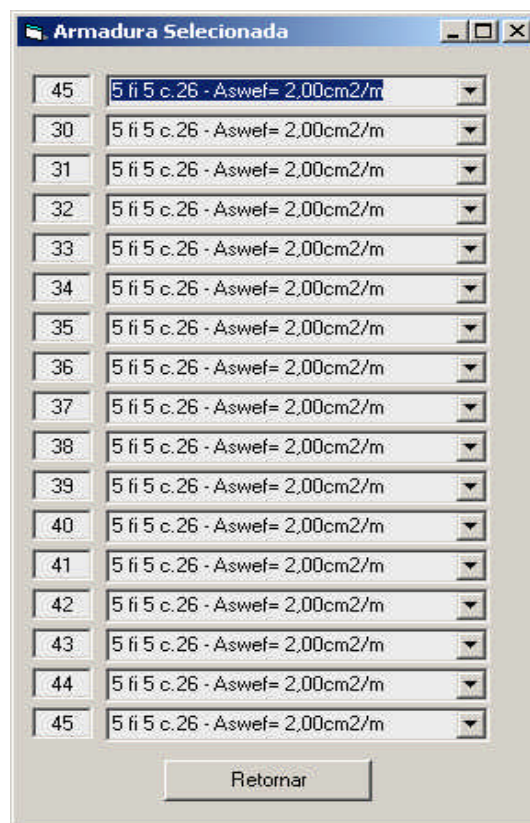 Armadura Selecionada
45 5 fi 5 c.26 - Aswef= 2,00cm2/m
30 5 fi 5 c.26 - Aswef= 2,00cm2/m
31 5 fi 5 c.26 - Aswef= 2,00cm2/m
32 5 fi 5 c.26 - Aswef= 2,00cm2/m
33 5 fi 5 c.26 - Aswef= 2,00cm2/m
34 5 fi 5 c.26 - Aswef= 2,00cm2/m
35 5 fi 5 c.26 - Aswef= 2,00cm2/m
36 5 fi 5 c.26 - Aswef= 2,00cm2/m
37 5 fi 5 c.26 - Aswef= 2,00cm2/m
38 5 fi 5 c.26 - Aswef= 2,00cm2/m
39 5 fi 5 c.26 - Aswef= 2,00cm2/m
40 5 fi 5 c.26 - Aswef= 2,00cm2/m
41 5 fi 5 c.26 - Aswef= 2,00cm2/m
42 5 fi 5 c.26 - Aswef= 2,00cm2/m
43 5 fi 5 c.26 - Aswef= 2,00cm2/m
44 5 fi 5 c.26 - Aswef= 2,00cm2/m
45 5 fi 5 c.26 - Aswef= 2,00cm2/m
Retornar